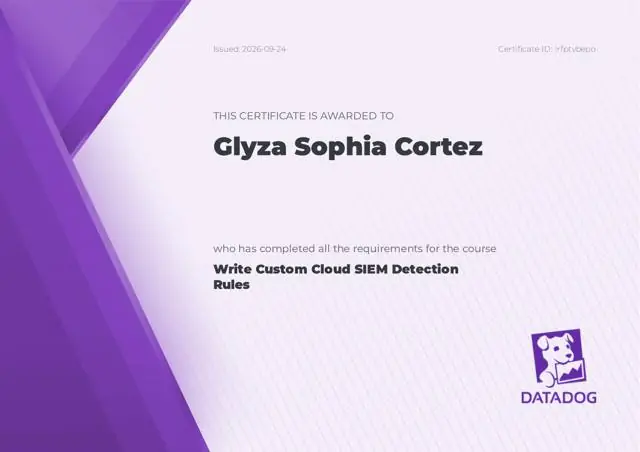 Issued: 2026-09-24
Certificate ID:
THIS CERTIFICATE IS AWARDED TO
Glyza Sophia Cortez
who has completed all the requirements for the course
Write Custom Cloud SIEM Detection
Rules
DATADOG